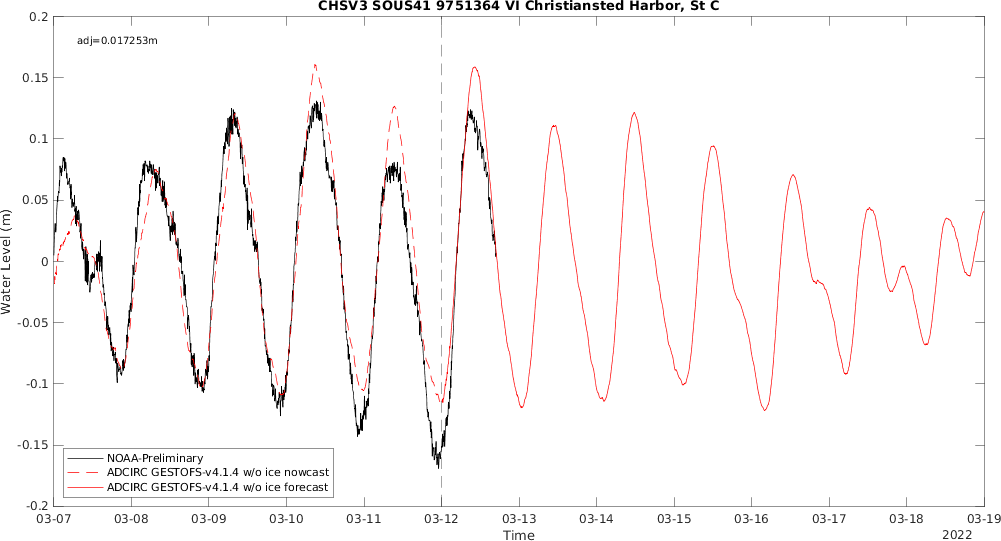 CHSV3 SOUS41 9751364 VI Christiansted Harbor, St C
adj=0.017253m
0.2
0.15
0.1
0.05
0
-0.05
-0.1
-0.15
-0.2
Water Level (m)
NOAA-Preliminary
ADCIRC GESTOFS-v4.1.4 w/o ice nowcast
ADCIRC GESTOFS-v4.1.4 w/o ice forecast
03-07 03-08 03-09 03-10 03-11 03-12 03-13 03-14 03-15 03-16 03-17 03-18 03-19
Time
2022